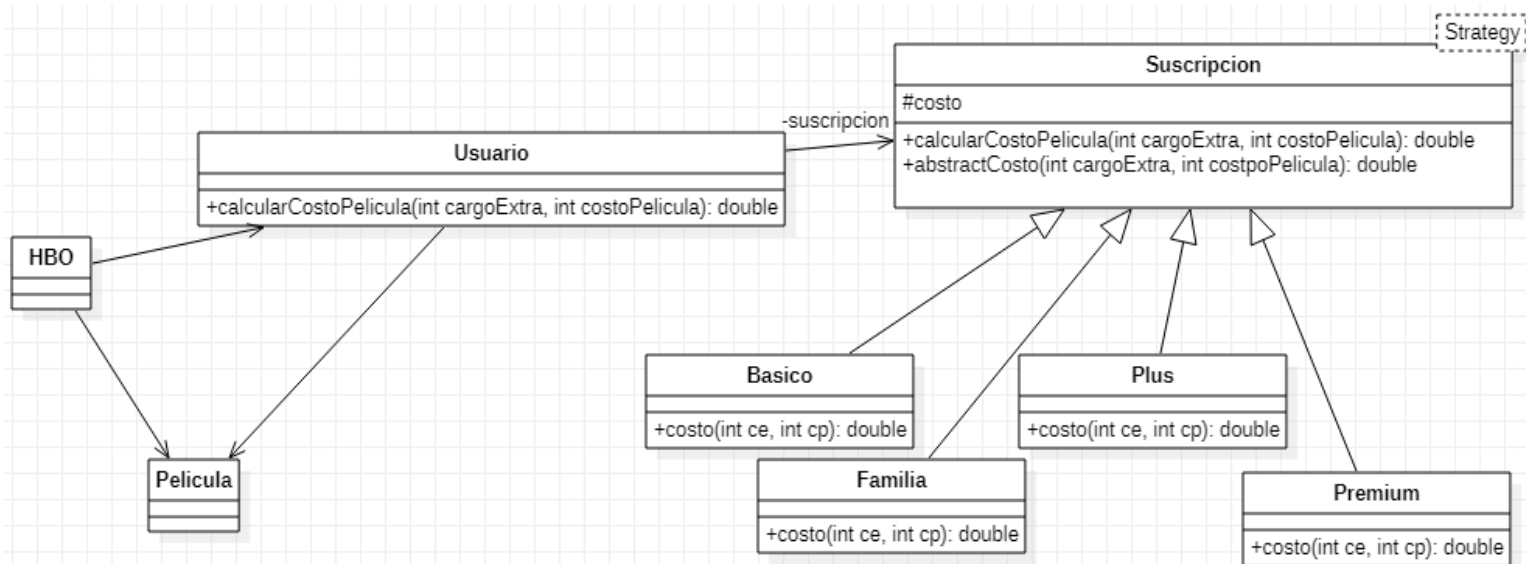 Strategy
Suscripcion
#costo
+calcularCostoPelicula(int cargoExtra, int costoPelicula): double
+abstractCosto(int cargoExtra, int costpoPelicula): double
-suscripcion
Usuario
+calcularCostoPelicula(int cargoExtra, int costoPelicula): double
HBO
Pelicula
Basico
+costo(int ce, int cp): double
Plus
+costo(int ce, int cp): double
Familia
+costo(int ce, int cp): double
Premium
+costo(int ce, int cp): double